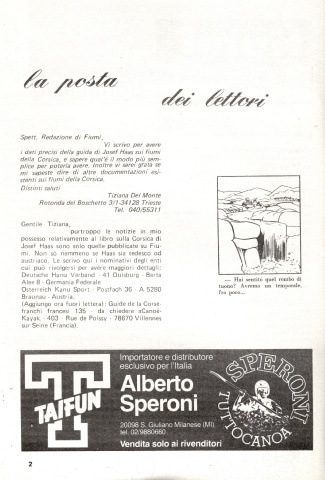 la posta
dei lettori
Spett. Redazione di Fiumi,
Vi scrivo per avere
i dati precisi della guida di Josef Haas sui fiumi
della Corsica, e sapere qual'è il modo più sem-
plice per poterla avere. Inoltre vi sarei grata se
mi sapeste dire di altre documentazioni esi-
stenti sui fiumi della Corsica.
Distinti saluti
Tiziana Del Monte
Rotonda del Boschetto 3/1-34128 Trieste
Tel. 040/55311
Gentile Tiziana,
purtroppo le notizie in mio
possesso relativamente al libro sulla Corsica di
Josef Haas sono solo quelle pubblicate su Fiu-
mi. Non so nemmeno se Haas sia tedesco od
austriaco. Le scrivo qui i nominativi degli enti
cui può rivolgersi per avere maggiori dettagli:
Deutsche Hanu Verband - 41 Duisburg - Berta
Alee 8 - Germania Federale
Osterreich Kanu Sport - Postfach 36 - A 5280
Braunau - Austria.
(Aggiungo ora fuori lettera): Guide de la Corse-
franchi francesi 135 - da chiedere aCanoé-
Kayak - 403 - Rue de Poissy - 78670 Villennes
sur Seine (Francia).
— Hai sentito quel rombo di
tuono? Avremo un temporale,
fra poco...
TAIFUN
Importatore e distributore
esclusivo per l'Italia
Alberto
Speroni
20098 S. Giuliano Milanese (MI)
tel. 02/9880660
Vendita solo ai rivenditori
SPERONI
TUTTOCANOA
2